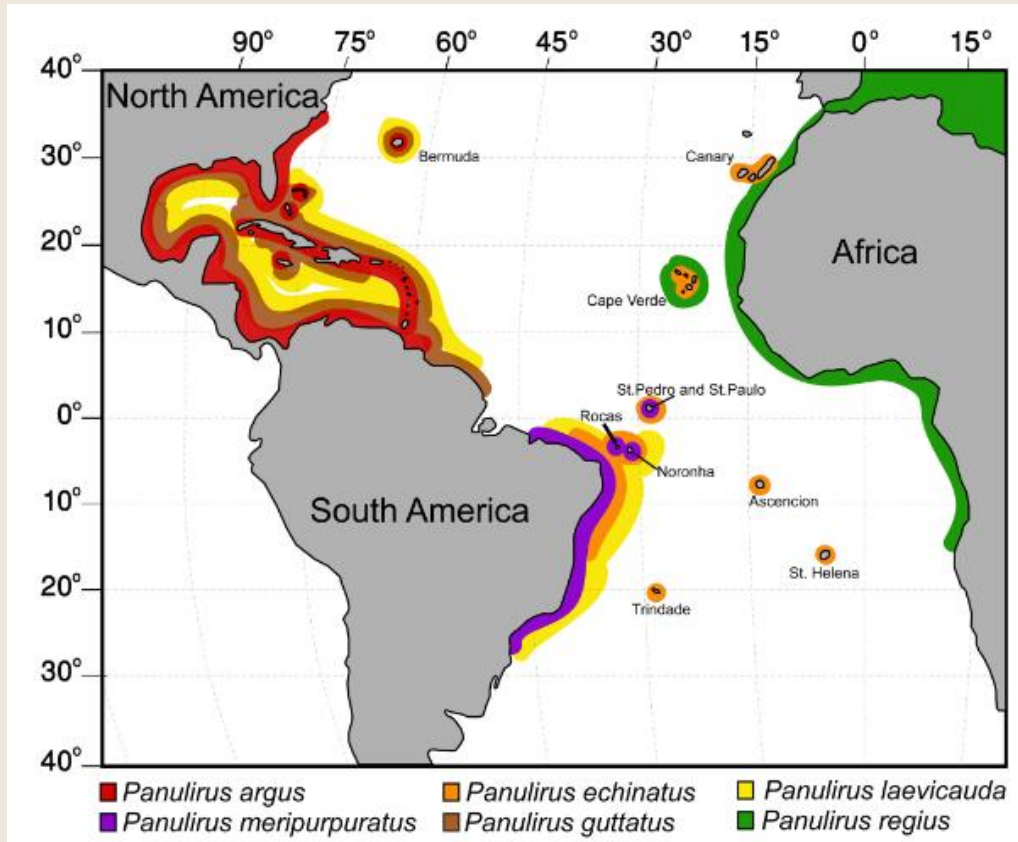 90° 75° 60° 45° 30° 15° 0° 15°
40°
North America
30°
Bermuda
Canary
20°
Africa
Cape Verde
10°
St.Pedro and St.Paulo
0°
Rocas
Noronha
10°
Ascencion
South America
St. Helena
20°
Trindade
30°
40°
Panulirus argus Panulirus echinatus Panulirus laevicauda
Panulirus meripurpuratus Panulirus guttatus Panulirus regius